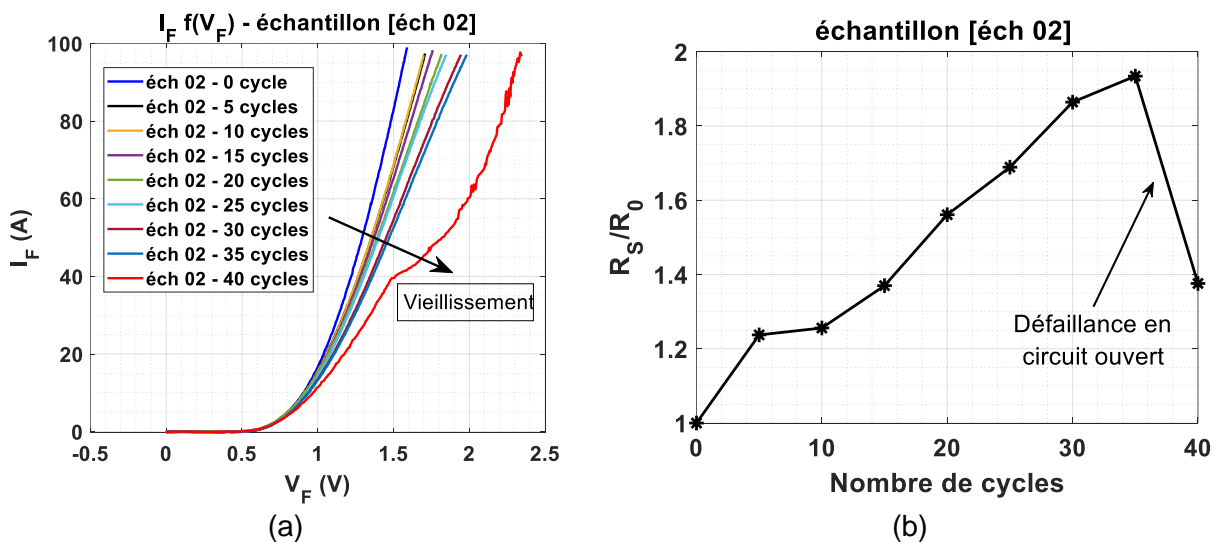 I_F f(V_F) - échantillon [éch 02]
100
80
60
40
20
0
I_F (A)
éch 02 - 0 cycle
éch 02 - 5 cycles
éch 02 - 10 cycles
éch 02 - 15 cycles
éch 02 - 20 cycles
éch 02 - 25 cycles
éch 02 - 30 cycles
éch 02 - 35 cycles
éch 02 - 40 cycles
Vieillissement
-0.5 0 0.5 1 1.5 2 2.5
V_F (V)
(a)
échantillon [éch 02]
2
1.8
1.6
1.4
1.2
1
R_S/R_0
Défaillance en
circuit ouvert
0 10 20 30 40
Nombre de cycles
(b)